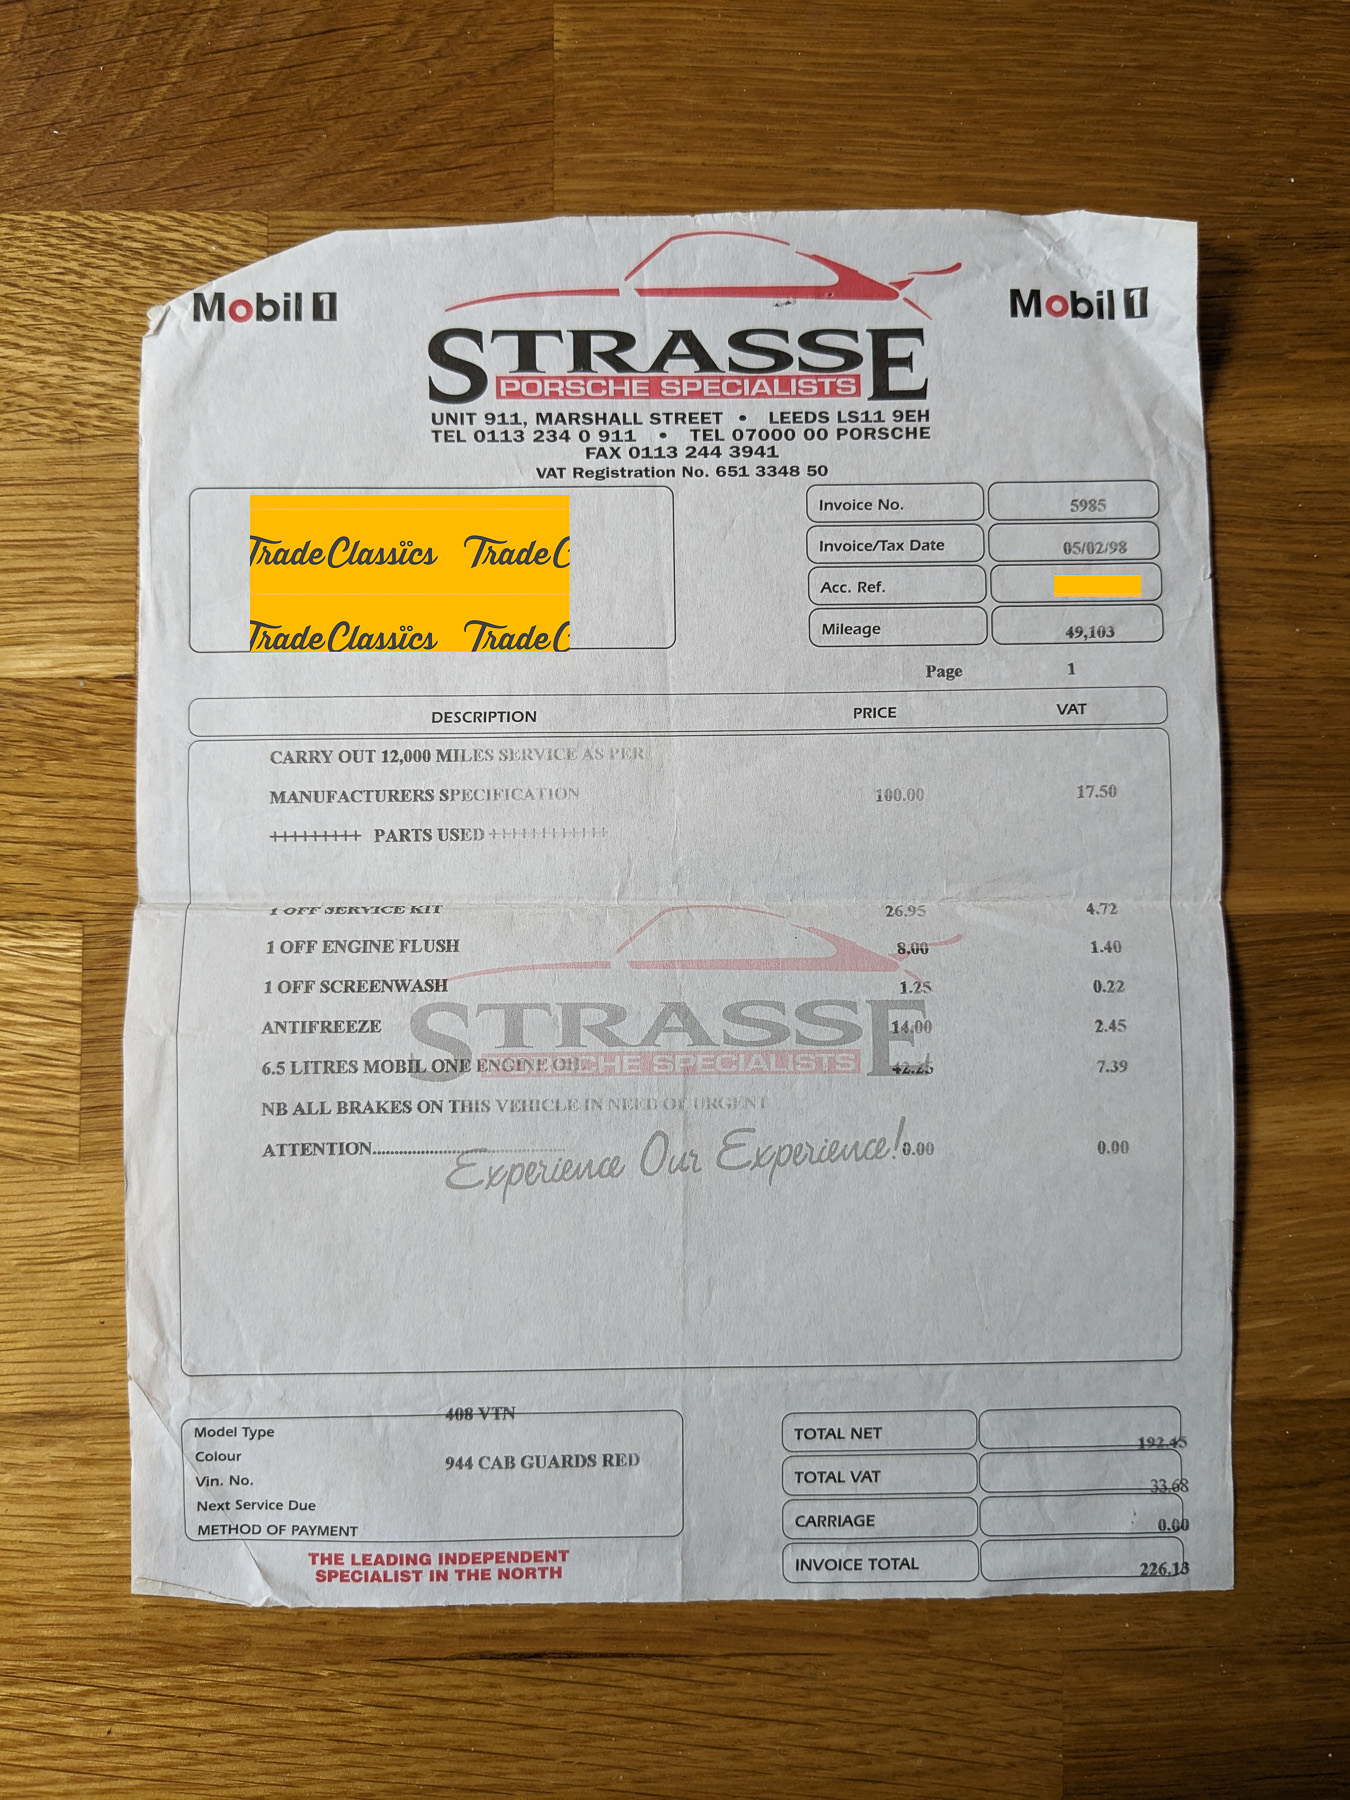 Mobil 1
Mobil 1
STRASSE
PORSCHE SPECIALISTS
UNIT 911, MARSHALL STREET • LEEDS LS11 9EH
TEL 0113 234 0 911 • TEL 07000 00 PORSCHE
FAX 0113 244 3941
VAT Registration No. 651 3348 50
Trade Classics Trade C
Trade Classics Trade C
Invoice No. 5985
Invoice/Tax Date 05/02/98
Acc. Ref.
Mileage 49,103
Page 1
DESCRIPTION PRICE VAT
CARRY OUT 12,000 MILES SERVICE AS PER
MANUFACTURERS SPECIFICATION 100.00 17.50
+++++++++ PARTS USED ++++++++++++
1 OFF SERVICE KIT 26.95 4.72
1 OFF ENGINE FLUSH 8.00 1.40
1 OFF SCREENWASH 1.25 0.22
STRASSE
PORSCHE SPECIALISTS
ANTIFREEZE 14.00 2.45
6.5 LITRES MOBIL ONE ENGINE OIL 42.25 7.39
NB ALL BRAKES ON THIS VEHICLE IN NEED OF URGENT
ATTENTION.................................... 0.00 0.00
Experience Our Experience!
408 VTN
Model Type
Colour 944 CAB GUARDS RED
Vin. No.
Next Service Due
METHOD OF PAYMENT
THE LEADING INDEPENDENT
SPECIALIST IN THE NORTH
TOTAL NET 192.45
TOTAL VAT 33.68
CARRIAGE 0.00
INVOICE TOTAL 226.13